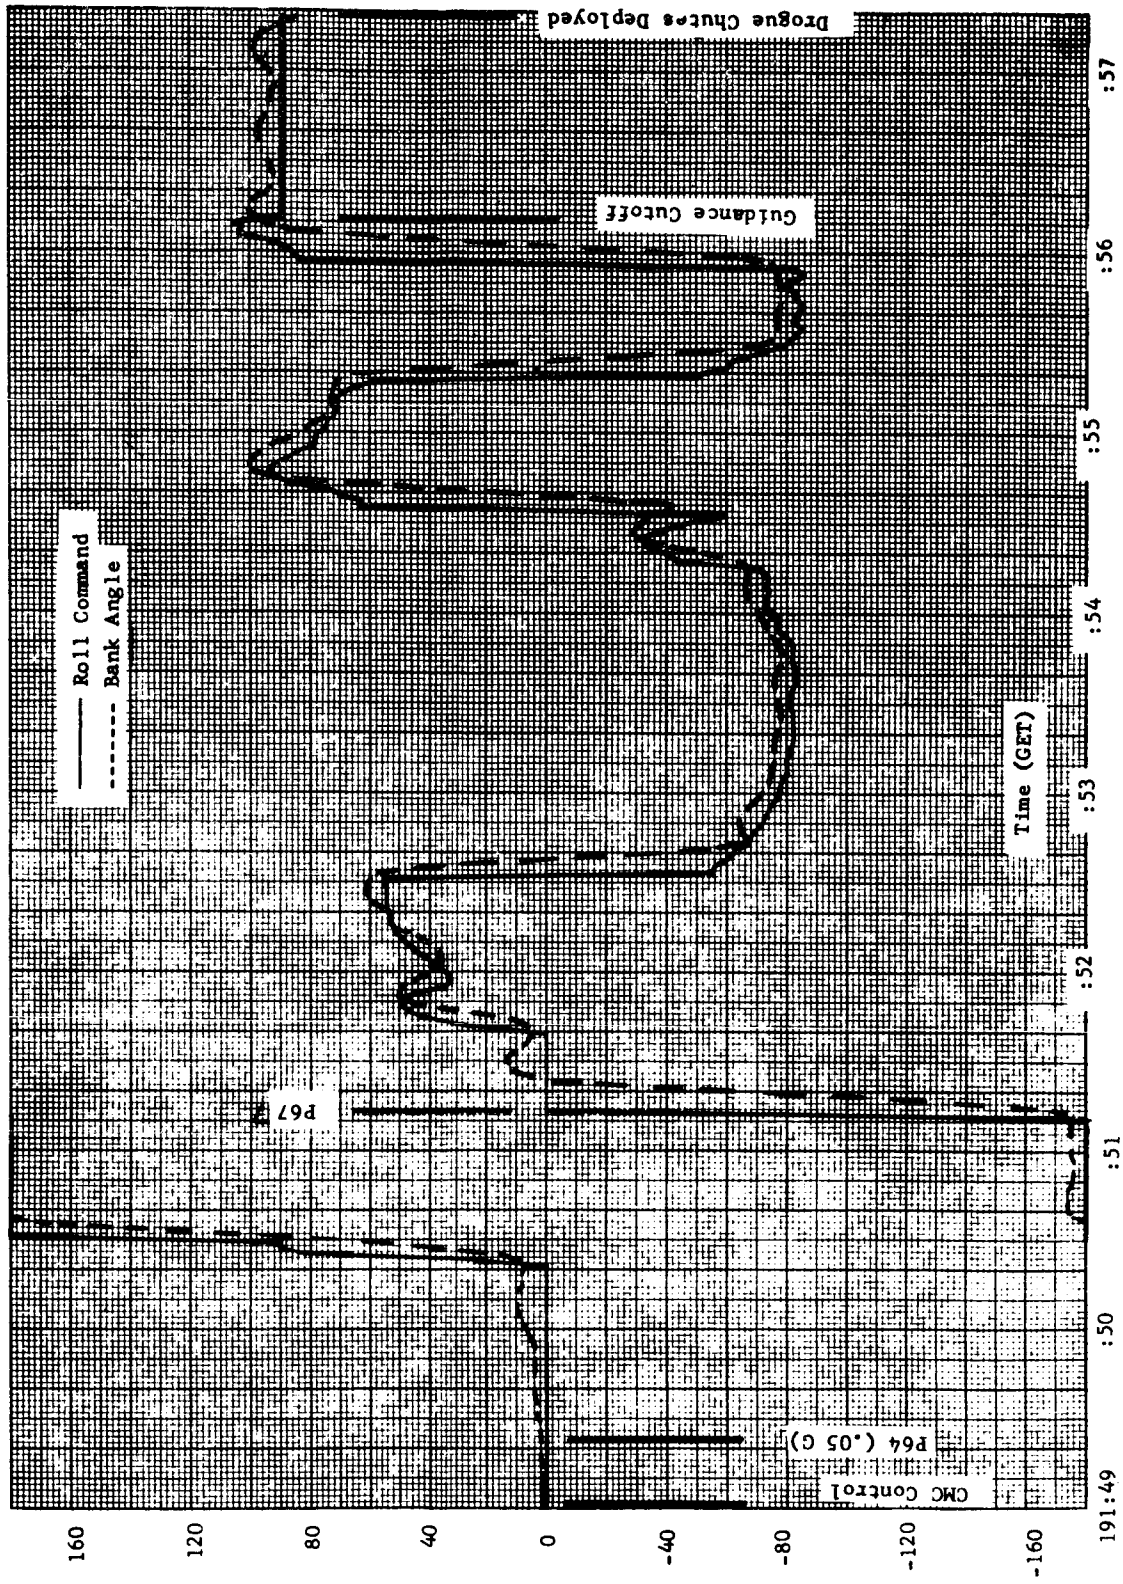 Roll Command
Bank Angle
Drogue Chutes Deployed
Guidance Cutoff
P67
P64 (.05 G)
CMC Control
160
120
80
40
0
-40
-80
-120
-160
191:49
:50
:51
:52
:53
:54
:55
:56
:57
Time (GET)